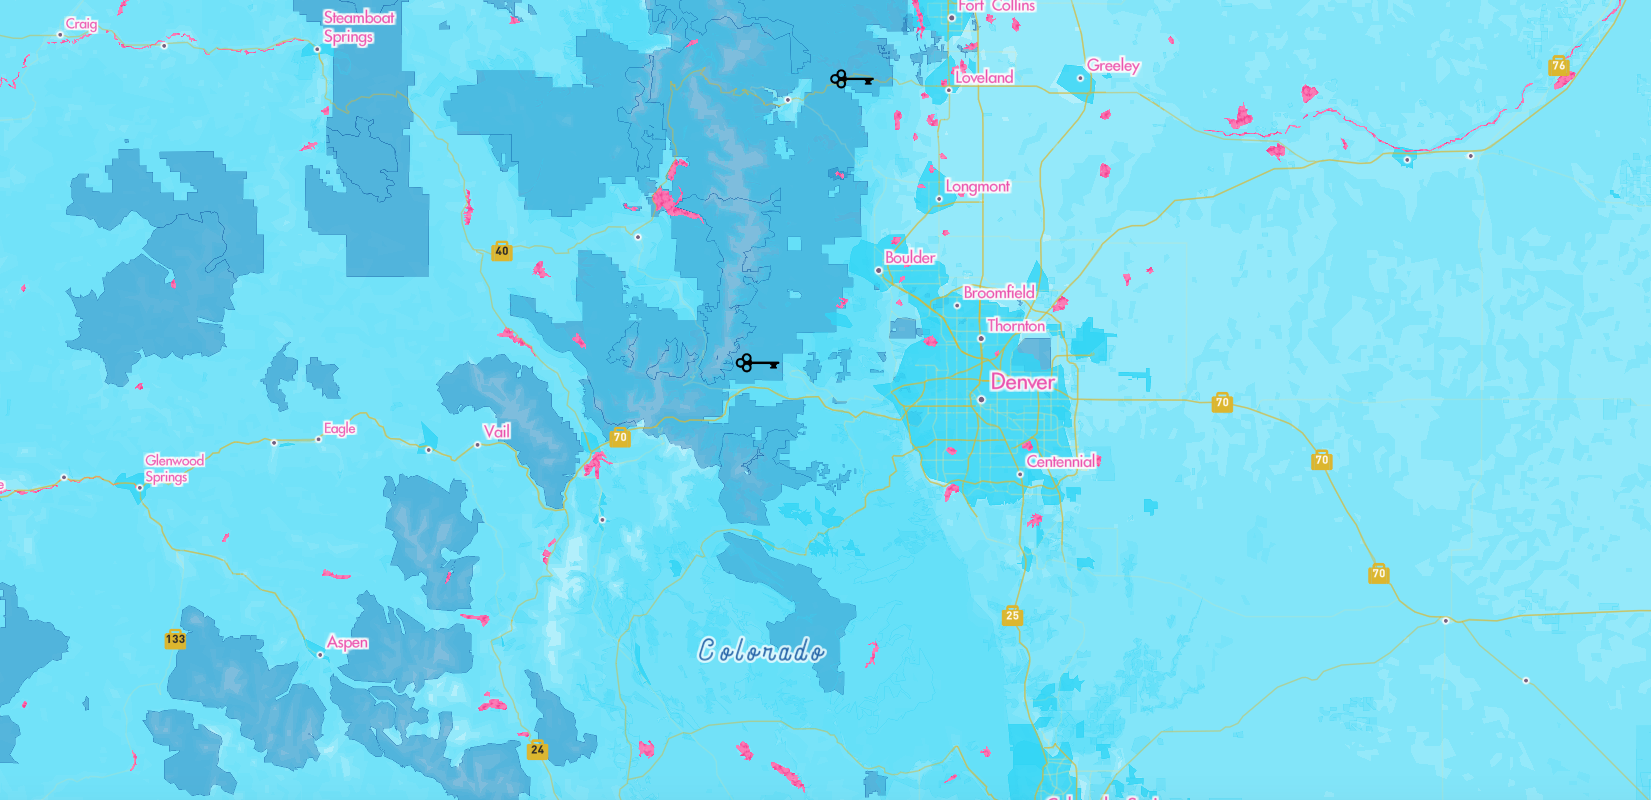 Fort Collins
Steamboat
Springs
Craig
76
Greeley
Loveland
Longmont
40
Boulder
Broomfield
Thornton
Denver
70
Eagle
Vail
70
Glenwood
Springs
Centennial
70
70
25
133
Aspen
Colorado
24